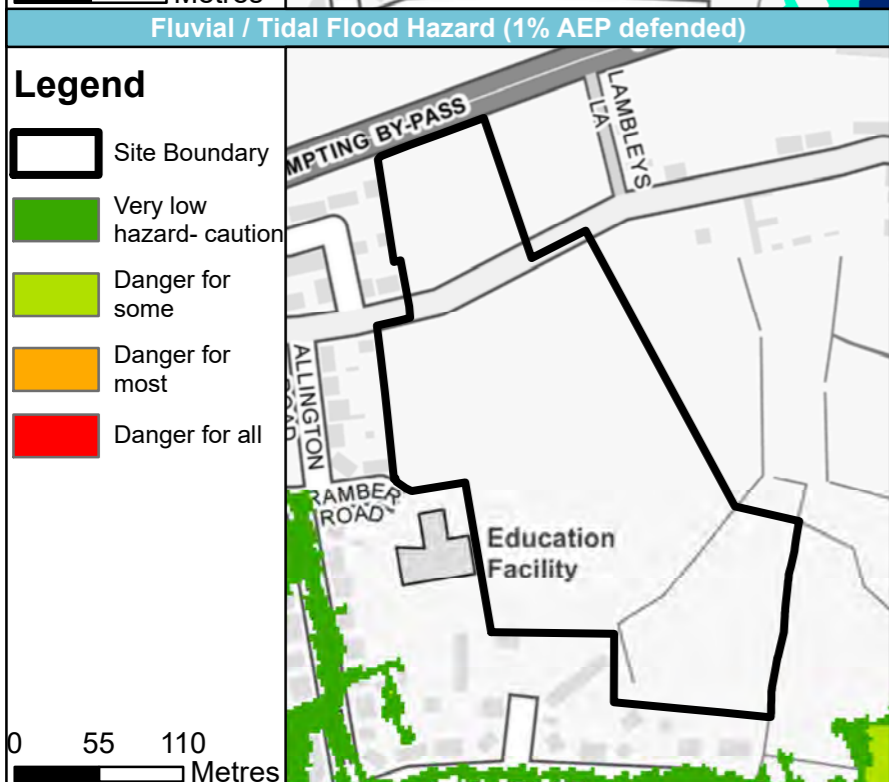 Metres
Fluvial / Tidal Flood Hazard (1% AEP defended)
Legend
Site Boundary
Very low
hazard- caution
Danger for
some
Danger for
most
Danger for all
0 55 110
Metres
MPTING BY-PASS
LAMBLEYS
LA
ALLINGTON
ROAD
RAMBER
ROAD
Education
Facility